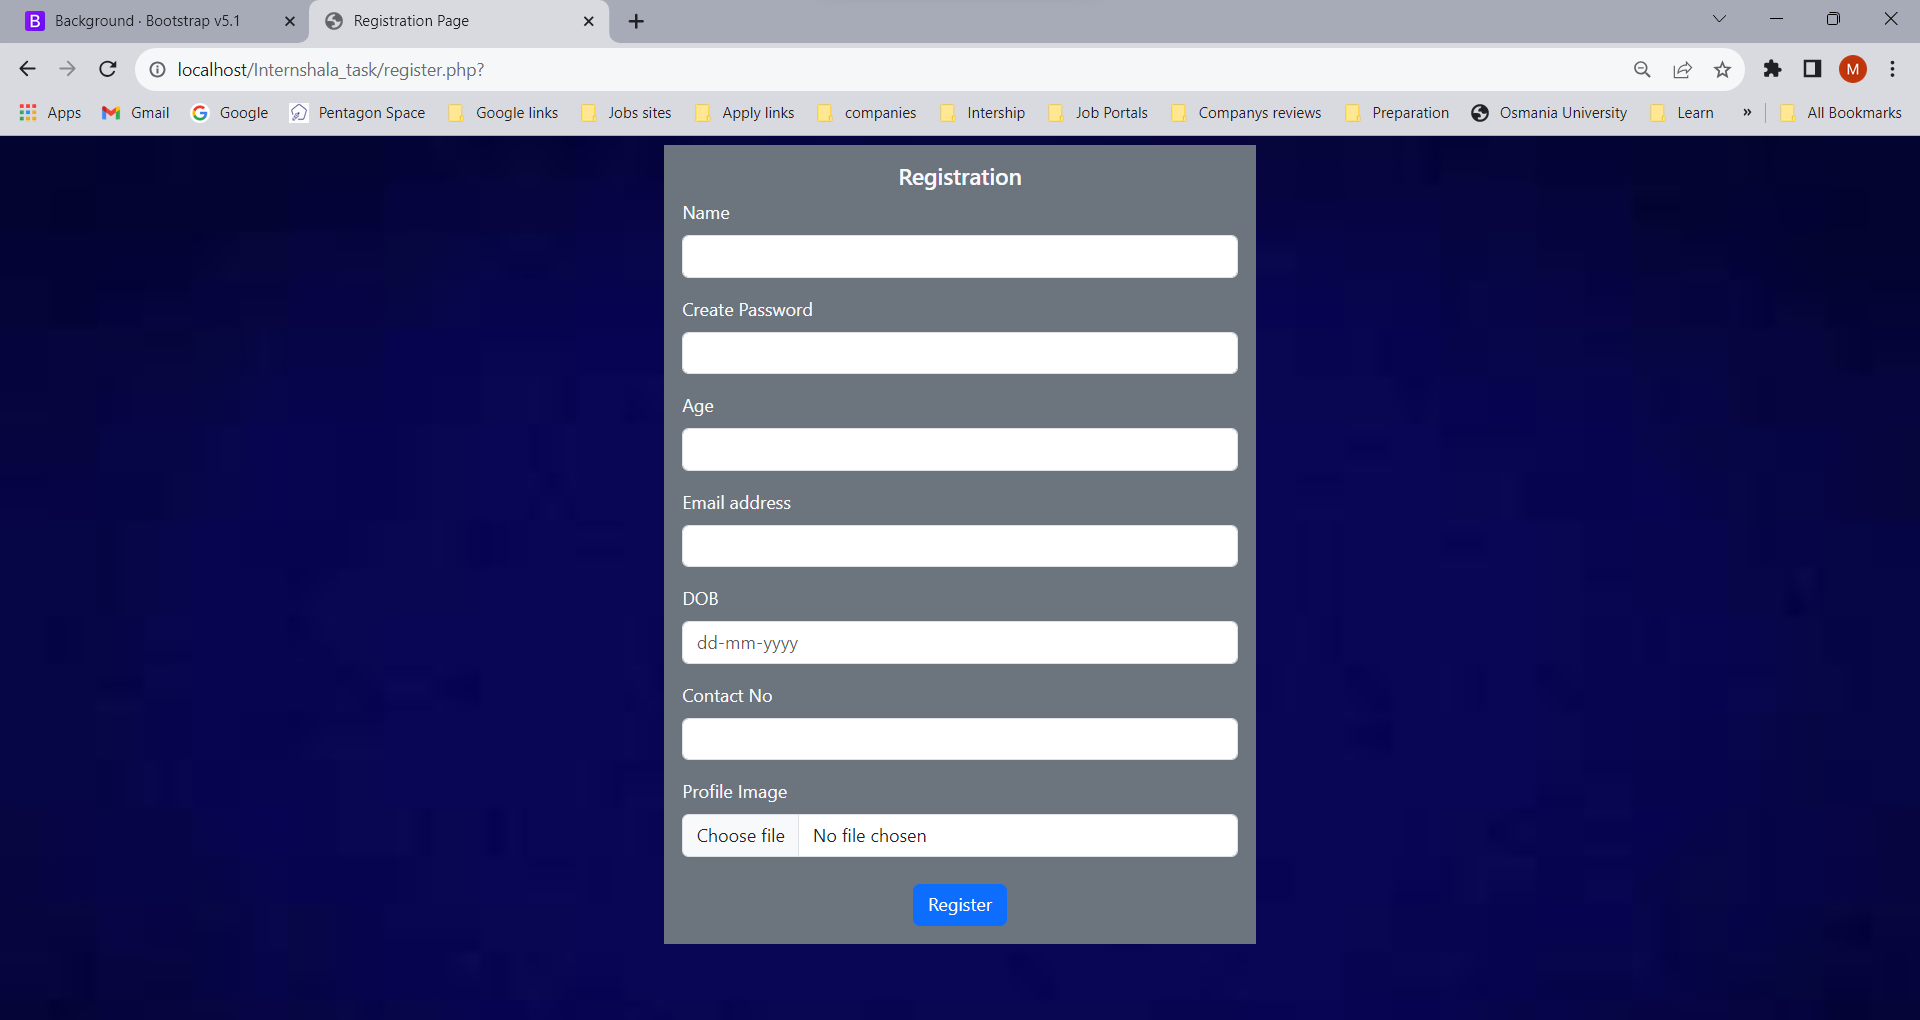 Background · Bootstrap v5.1
Registration Page
localhost/Internshala_task/register.php?
M
Apps Gmail Google Pentagon Space Google links Jobs sites Apply links companies Intership Job Portals Companys reviews Preparation Osmania University Learn » All Bookmarks
Registration
Name
Create Password
Age
Email address
DOB
dd-mm-yyyy
Contact No
Profile Image
Choose file No file chosen
Register